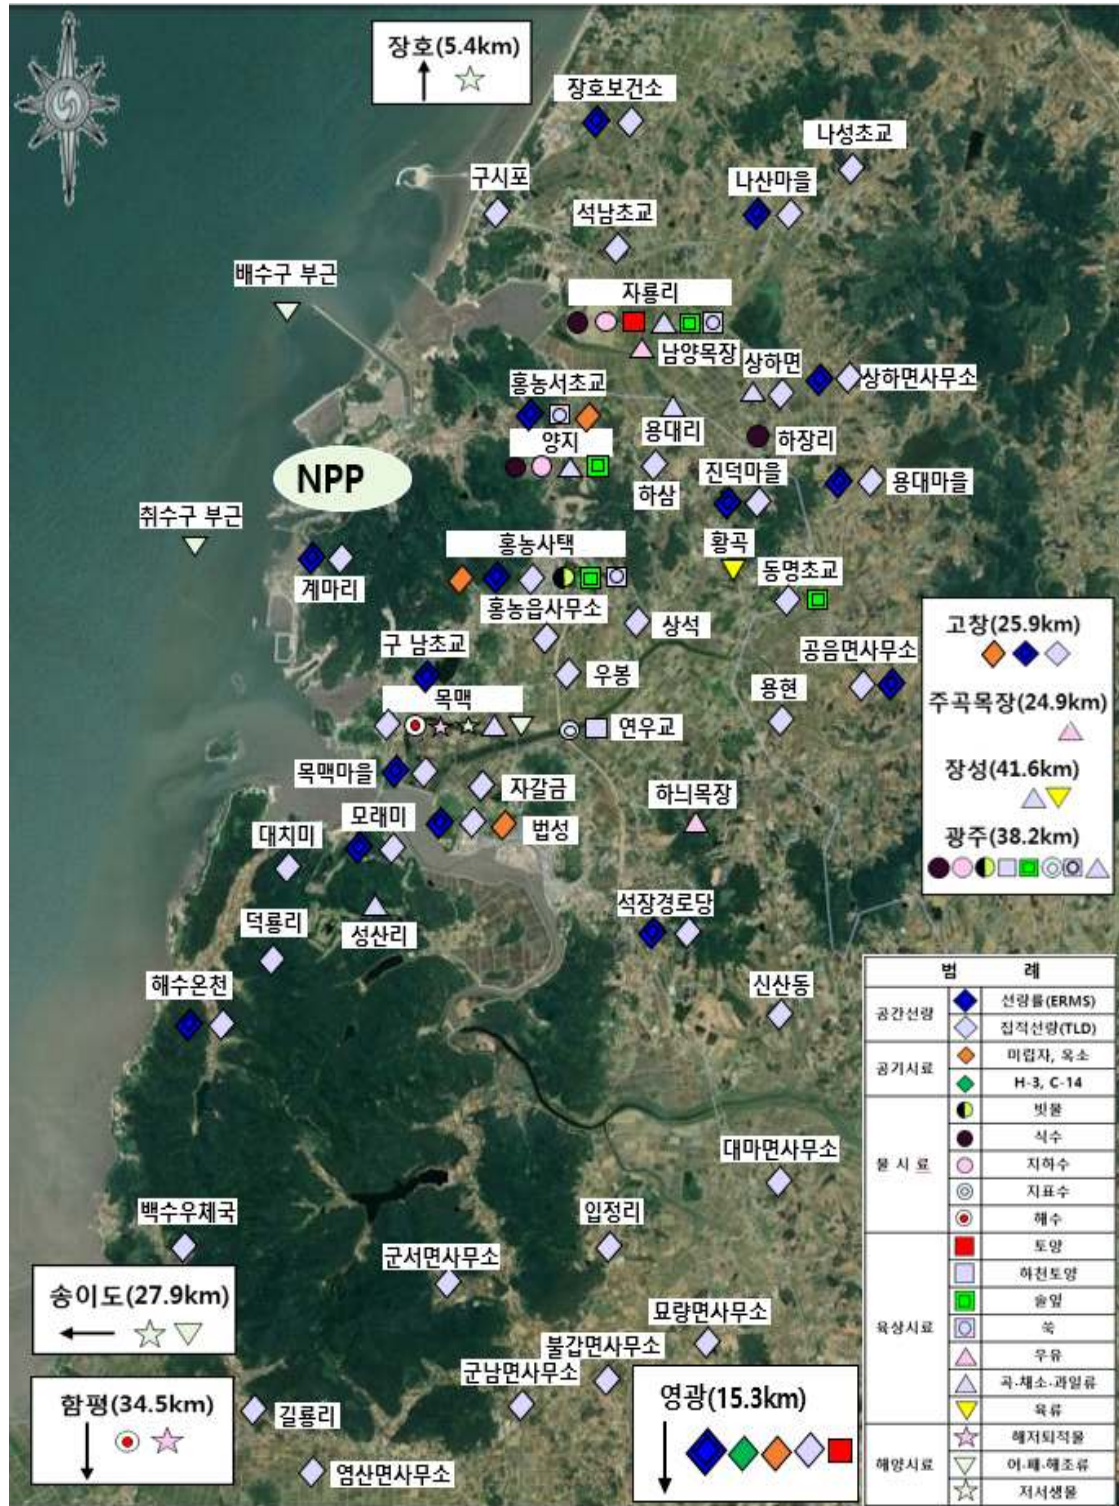 장호(5.4km)
장호보건소
나성초교
구시포
나산마을
석남초교
배수구 부근
자룡리
남양목장
상하면
상하면사무소
홍농서초교
용대리
하장리
양지
NPP
하삼
진덕마을
용대마을
취수구 부근
홍농사택
황곡
동명초교
계마리
홍농읍사무소
상석
구 남초교
우봉
공음면사무소
용현
고창(25.9km)
주곡목장(24.9km)
장성(41.6km)
광주(38.2km)
목맥
연우교
목맥마을
자갈금
하늬목장
모래미
법성
대치미
성산리
석장경로당
덕룡리
해수온천
신산동
대마면사무소
백수우체국
입정리
군서면사무소
송이도(27.9km)
묘량면사무소
불갑면사무소
군남면사무소
함평(34.5km)
길룡리
영광(15.3km)
염산면사무소
범 례
공간선량
선량률(ERMS)
집적선량(TLD)
공기시료
미립자, 옥소
H-3, C-14
물 시 료
빗물
식수
지하수
지표수
해수
육상시료
토양
하천토양
솔잎
쑥
우유
곡·채소·과일류
육류
해양시료
해저퇴적물
어·패·해조류
저서생물